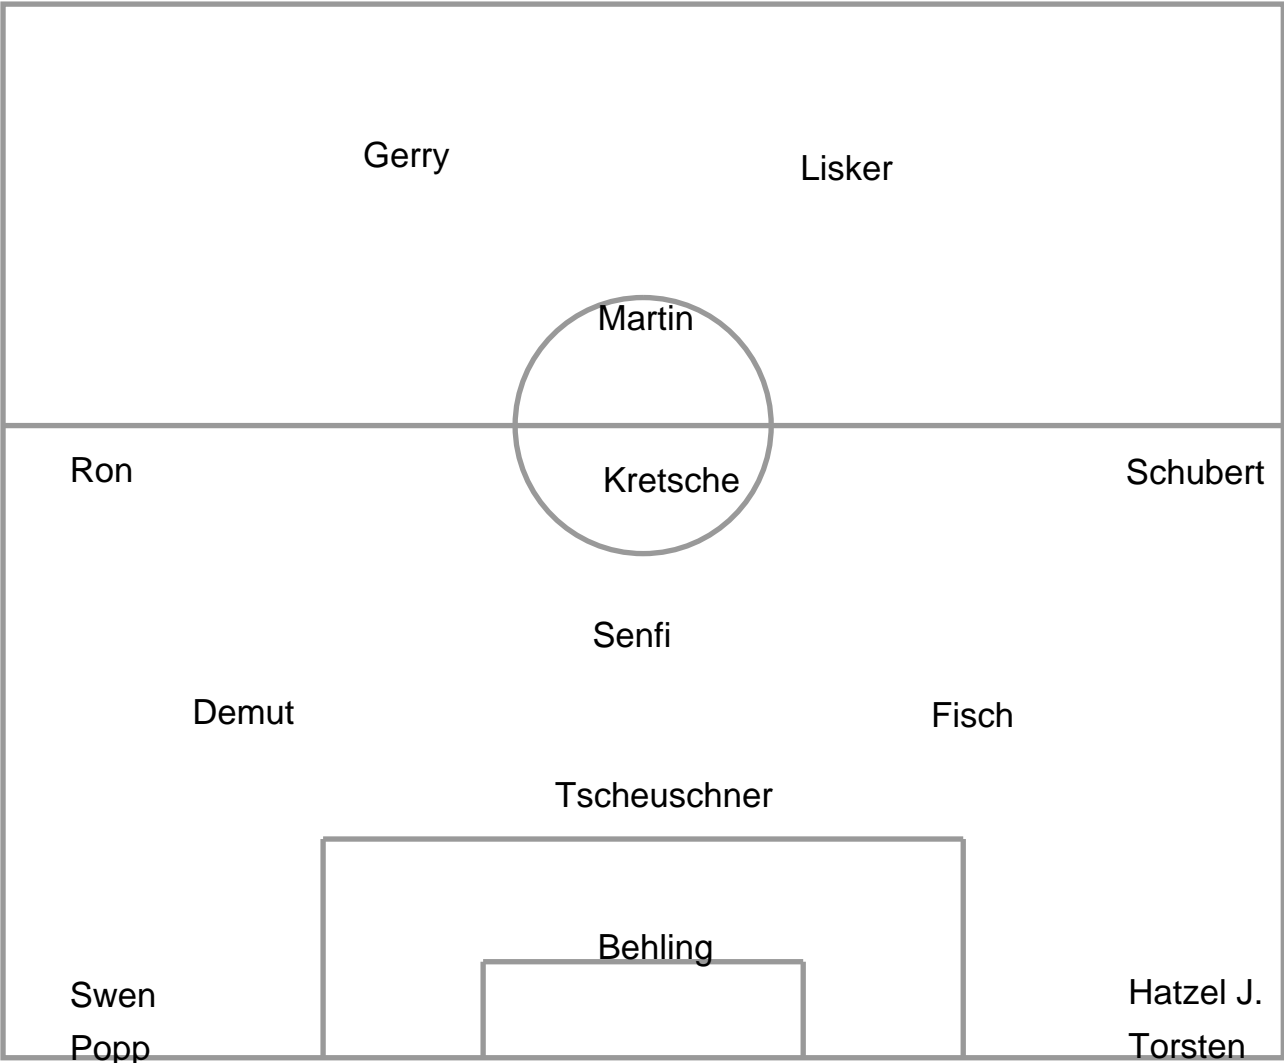 Gerry
Lisker
Martin
Ron
Kretsche
Schubert
Senfi
Demut
Fisch
Tscheuschner
Behling
Swen
Hatzel J.
Popp
Torsten